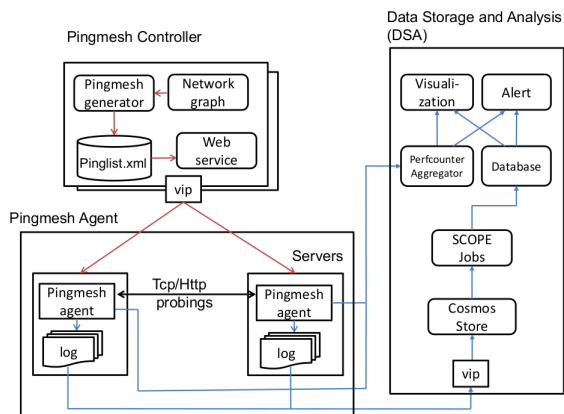 Pingmesh Controller
Pingmesh
generator
Network
graph
Pinglist.xml
Web
service
vip
Pingmesh Agent
Servers
Pingmesh
agent
log
Tcp/Http
probings
Pingmesh
agent
log
Data Storage and Analysis
(DSA)
Visuali-
zation
Alert
Perfcounter
Aggregator
Database
SCOPE
Jobs
Cosmos
Store
vip